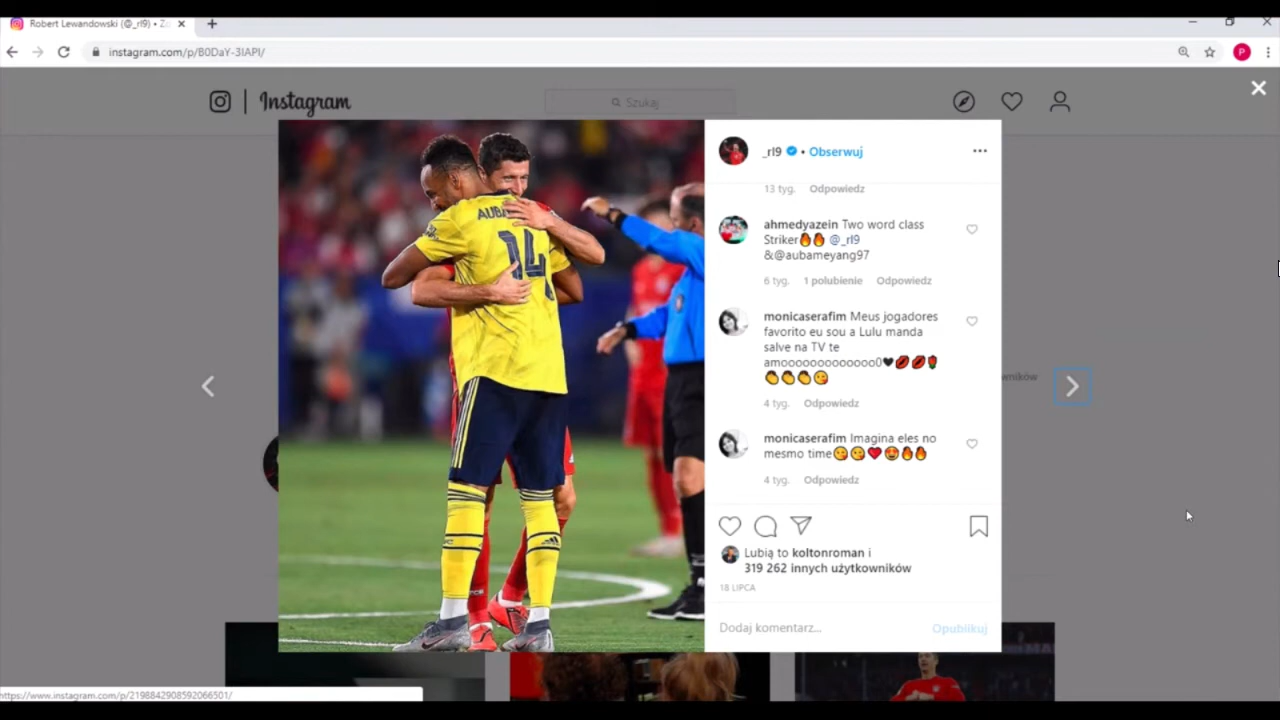 Robert Lewandowski (@_rl9) • Z
instagram.com/p/B0DaY-3IAPI/
P
Instagram
Szukaj
AUBA
14
_rl9 • Obserwuj
13 tyg. Odpowiedz
ahmedyazein Two word class
Striker🔥🔥 @_rl9
&@aubameyang97
6 tyg. 1 polubienie Odpowiedz
monicaserafim Meus jogadores
favorito eu sou a Lulu manda
salve na TV te
amooooooooooooo0🖤💋💋🌹
👏👏👏😘
4 tyg. Odpowiedz
wników
monicaserafim Imagina eles no
mesmo time😘😘❤️😍🔥🔥
4 tyg. Odpowiedz
Lubią to koltonroman i
319 262 innych użytkowników
18 LIPCA
Dodaj komentarz... Opublikuj
https://www.instagram.com/p/2198842908592066501/